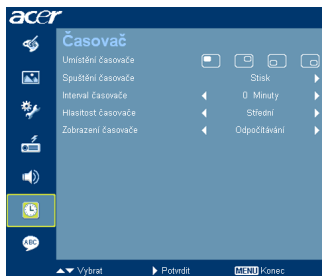 acer
Časovač
Umístění časovače
Spuštění časovače Stisk
Interval časovače 0 Minuty
Hlasitost časovače Střední
Zobrazení časovače Odpočítávání
ABC
Vybrat Potvrdit MENU Konec